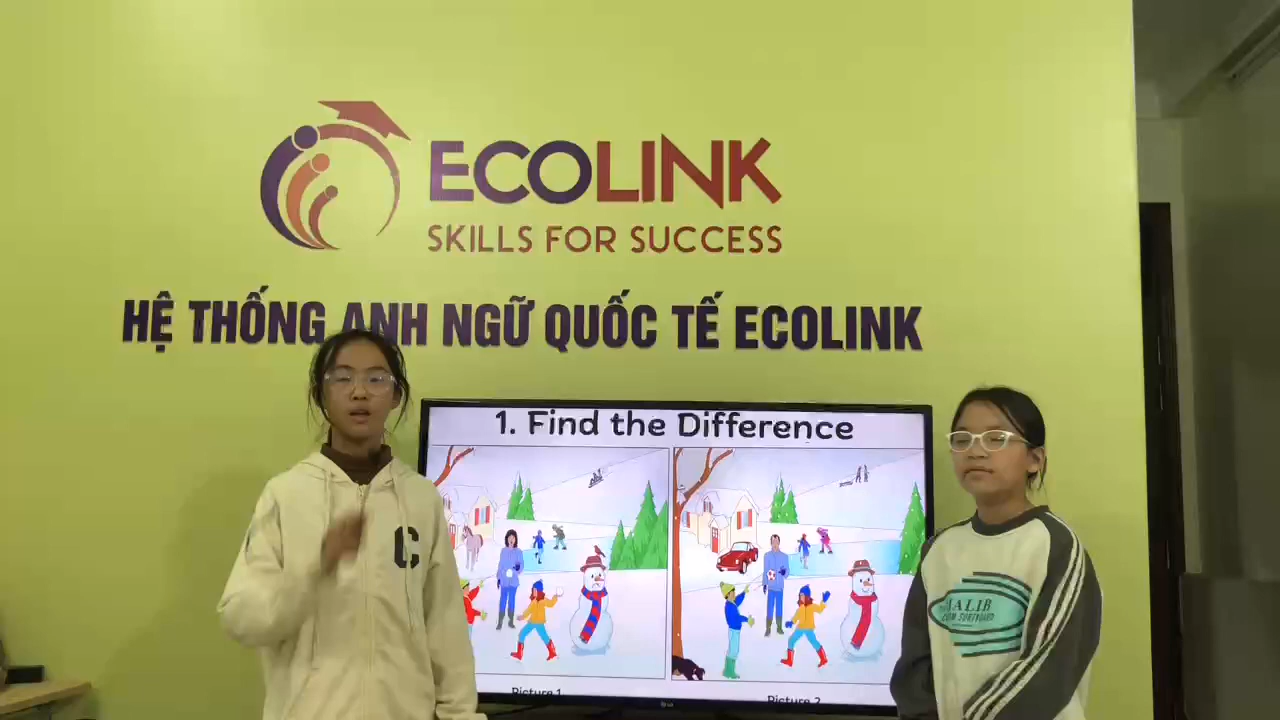 ECOLINK
SKILLS FOR SUCCESS
HỆ THỐNG ANH NGỮ QUỐC TẾ ECOLINK
1. Find the Difference
Picture 1
Picture 2
C
LG